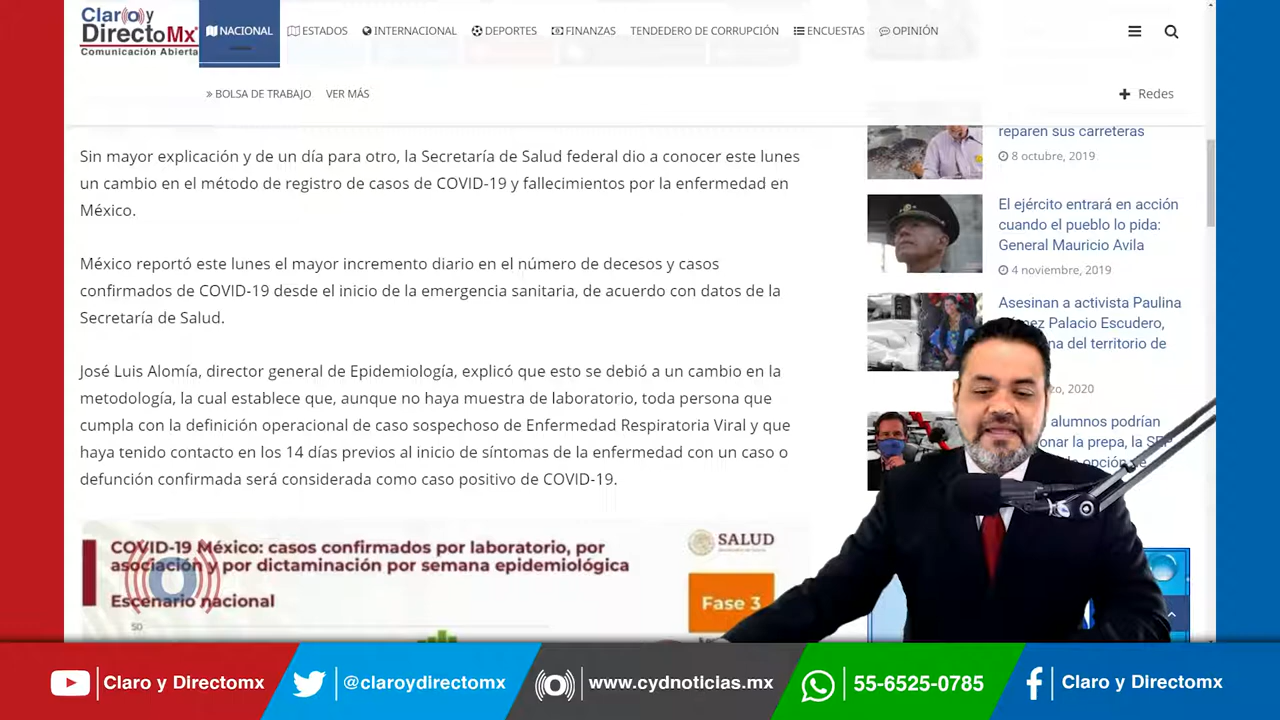 Claro y
DirectoMx
Comunicación Abierta
NACIONAL
ESTADOS
INTERNACIONAL
DEPORTES
FINANZAS
TENDEDERO DE CORRUPCIÓN
ENCUESTAS
OPINIÓN
» BOLSA DE TRABAJO
VER MÁS
+ Redes
Sin mayor explicación y de un día para otro, la Secretaría de Salud federal dio a conocer este lunes
un cambio en el método de registro de casos de COVID-19 y fallecimientos por la enfermedad en
México.
México reportó este lunes el mayor incremento diario en el número de decesos y casos
confirmados de COVID-19 desde el inicio de la emergencia sanitaria, de acuerdo con datos de la
Secretaría de Salud.
José Luis Alomía, director general de Epidemiología, explicó que esto se debió a un cambio en la
metodología, la cual establece que, aunque no haya muestra de laboratorio, toda persona que
cumpla con la definición operacional de caso sospechoso de Enfermedad Respiratoria Viral y que
haya tenido contacto en los 14 días previos al inicio de síntomas de la enfermedad con un caso o
defunción confirmada será considerada como caso positivo de COVID-19.
COVID-19 México: casos confirmados por laboratorio, por
asociación y por dictaminación por semana epidemiológica
Escenario nacional
50
SALUD
Fase 3
reparen sus carreteras
8 octubre, 2019
El ejército entrará en acción
cuando el pueblo lo pida:
General Mauricio Avila
4 noviembre, 2019
Asesinan a activista Paulina
Palacio Escudero,
del territorio de
2020
alumnos podrían
la prepa, la SEP
opción de
Claro y Directomx
@claroydirectomx
www.cydnoticias.mx
55-6525-0785
Claro y Directomx